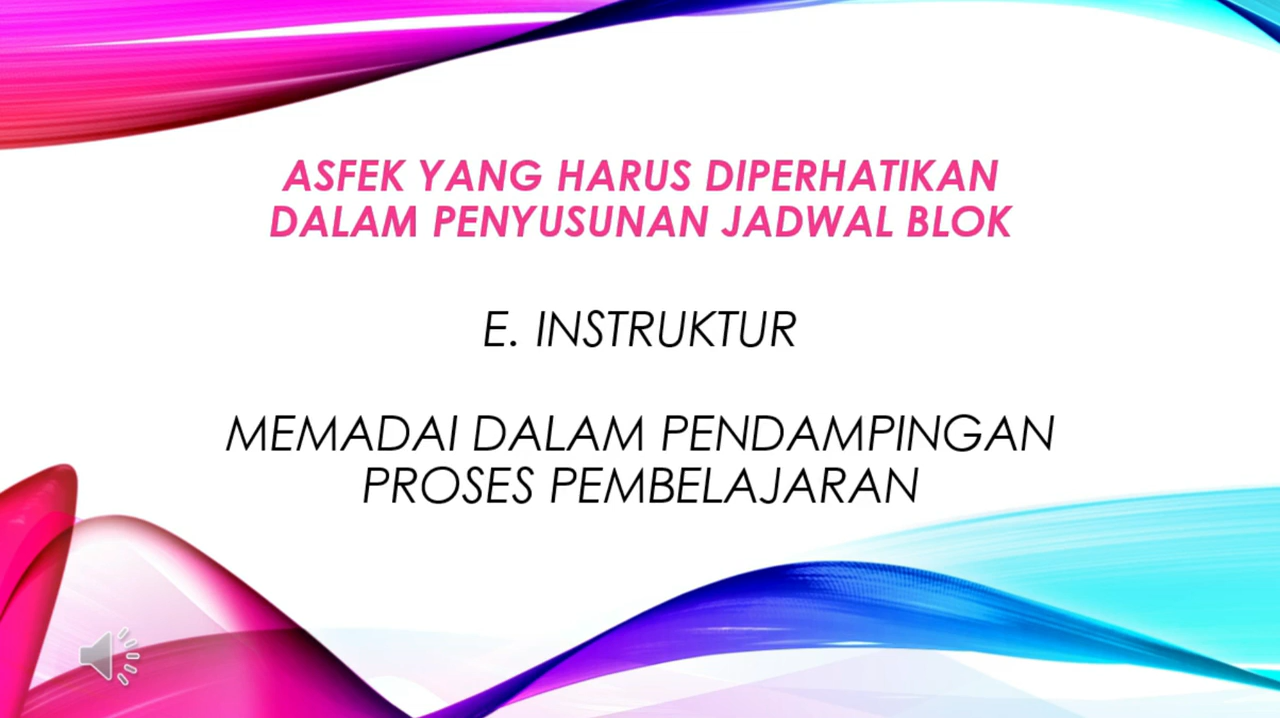 ASFEK YANG HARUS DIPERHATIKAN
DALAM PENYUSUNAN JADWAL BLOK
E. INSTRUKTUR
MEMADAI DALAM PENDAMPINGAN
PROSES PEMBELAJARAN